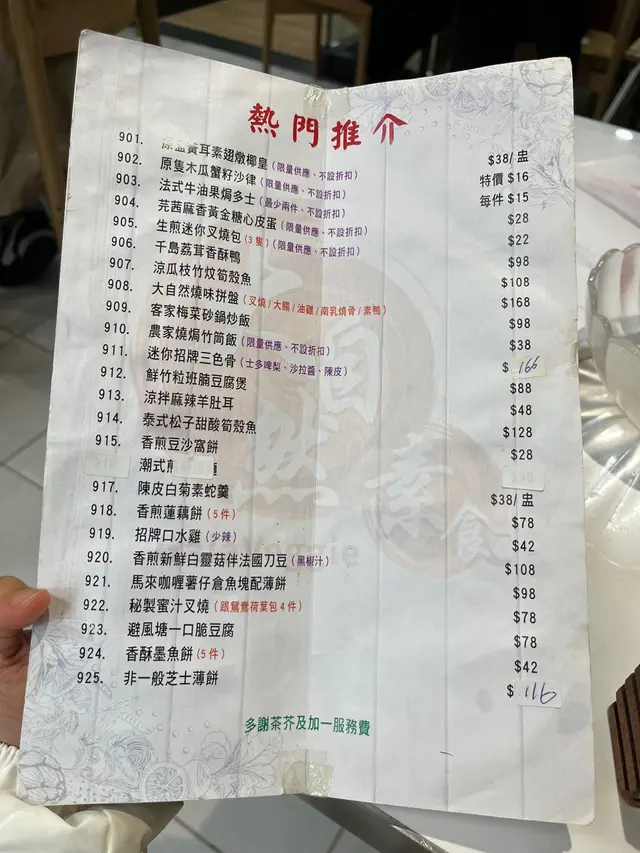 熱門推介
901. 原盅黃耳素翅燉椰皇(限量供應、不設折扣) $38/盅
902. 原隻木瓜蟹籽沙律(限量供應、不設折扣) 特價 $16
903. 法式牛油果焗多士(最少兩件、不設折扣) 每件 $15
904. 芫茜麻香黃金糖心皮蛋(限量供應、不設折扣) $28
905. 生煎迷你叉燒包(3隻)(限量供應、不設折扣) $22
906. 千島荔茸香酥鴨 $98
907. 涼瓜枝竹炆筍殼魚 $108
908. 大自然燒味拼盤(叉燒/大腸/油雞/南乳燒骨/素鴨) $168
909. 客家梅菜砂鍋炒飯 $98
910. 農家燒焗竹筒飯(限量供應、不設折扣) $38
911. 迷你招牌三色骨(士多啤梨、沙拉醬、陳皮) $166
912. 鮮竹粒班腩豆腐煲 $88
913. 涼拌麻辣羊肚耳 $48
914. 泰式松子甜酸筍殼魚 $128
915. 香煎豆沙窩餅 $28
潮式煎
917. 陳皮白菊素蛇羹 $38/盅
918. 香煎蓮藕餅(5件) $78
919. 招牌口水雞(少辣) $42
920. 香煎新鮮白靈菇伴法國刀豆(黑椒汁) $108
921. 馬來咖喱薯仔倉魚塊配薄餅 $98
922. 秘製蜜汁叉燒(跟鴛鴦荷葉包4件) $78
923. 避風塘一口脆豆腐 $78
924. 香酥墨魚餅(5件) $42
925. 非一般芝士薄餅 $116
自然素食
多謝茶芥及加一服務費